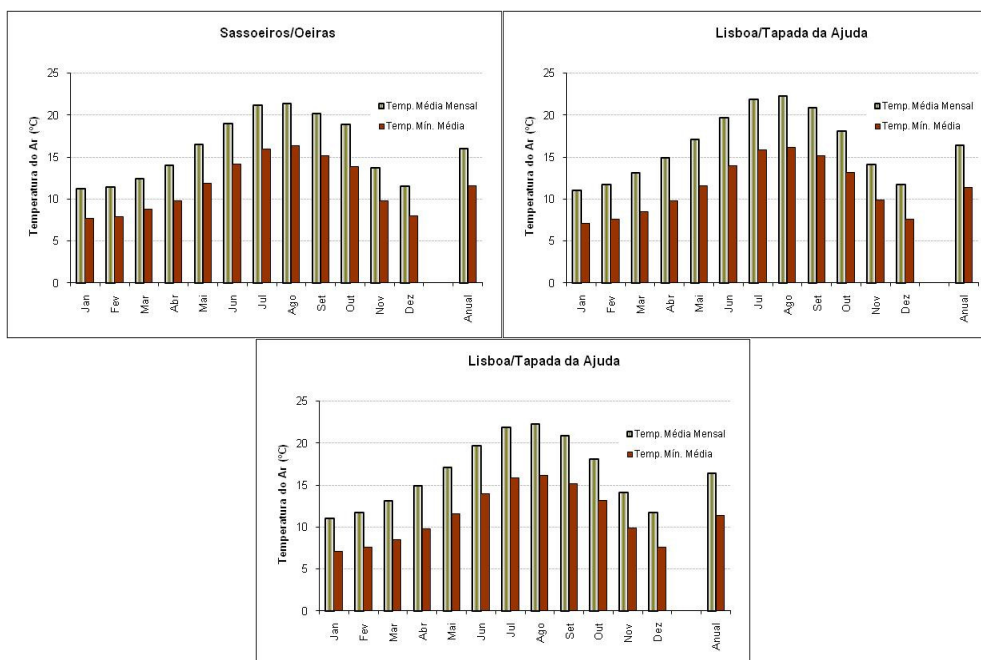 Sassoeiros/Oeiras
Temperatura do Ar (ºC)
25
20
15
10
5
0
Temp. Média Mensal
Temp. Mín. Média
Jan Fev Mar Abr Mai Jun Jul Ago Set Out Nov Dez Anual
Lisboa/Tapada da Ajuda
Temperatura do Ar (ºC)
25
20
15
10
5
0
Temp. Média Mensal
Temp. Mín. Média
Jan Fev Mar Abr Mai Jun Jul Ago Set Out Nov Dez Anual
Lisboa/Tapada da Ajuda
Temperatura do Ar (ºC)
25
20
15
10
5
0
Temp. Média Mensal
Temp. Mín. Média
Jan Fev Mar Abr Mai Jun Jul Ago Set Out Nov Dez Anual